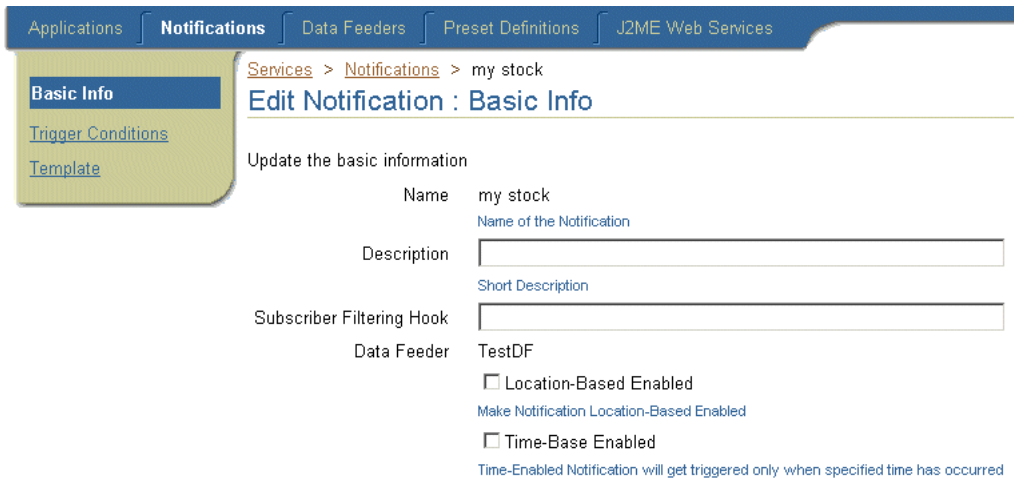 Applications Notifications Data Feeders Preset Definitions J2ME Web Services
Basic Info
Trigger Conditions
Template
Services > Notifications > my stock
Edit Notification : Basic Info
Update the basic information
Name my stock
Name of the Notification
Description
Short Description
Subscriber Filtering Hook
Data Feeder TestDF
Location-Based Enabled
Make Notification Location-Based Enabled
Time-Base Enabled
Time-Enabled Notification will get triggered only when specified time has occurred